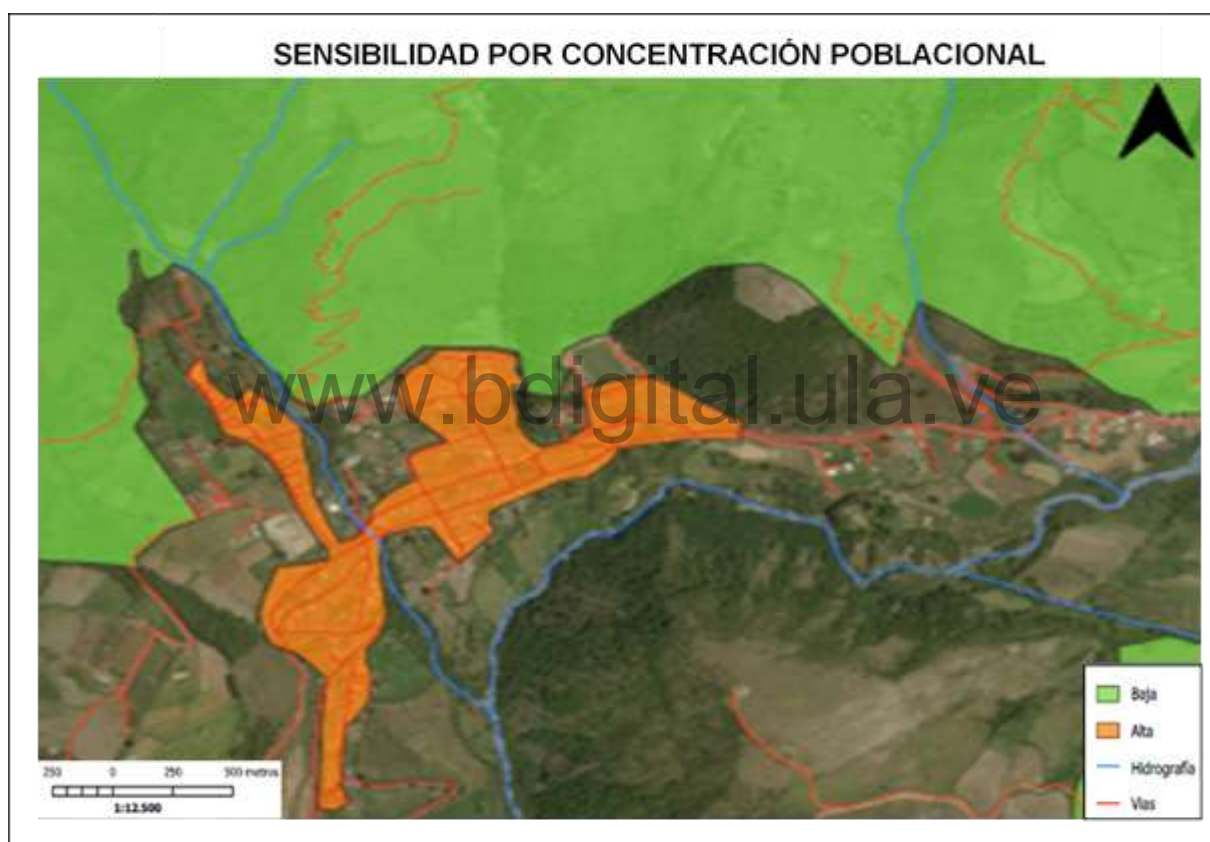 SENSIBILIDAD POR CONCENTRACIÓN POBLACIONAL
www.bdigital.ula.ve
Baja
Alta
Hidrografía
Vias
250 0 250 500 metros
1:12.500